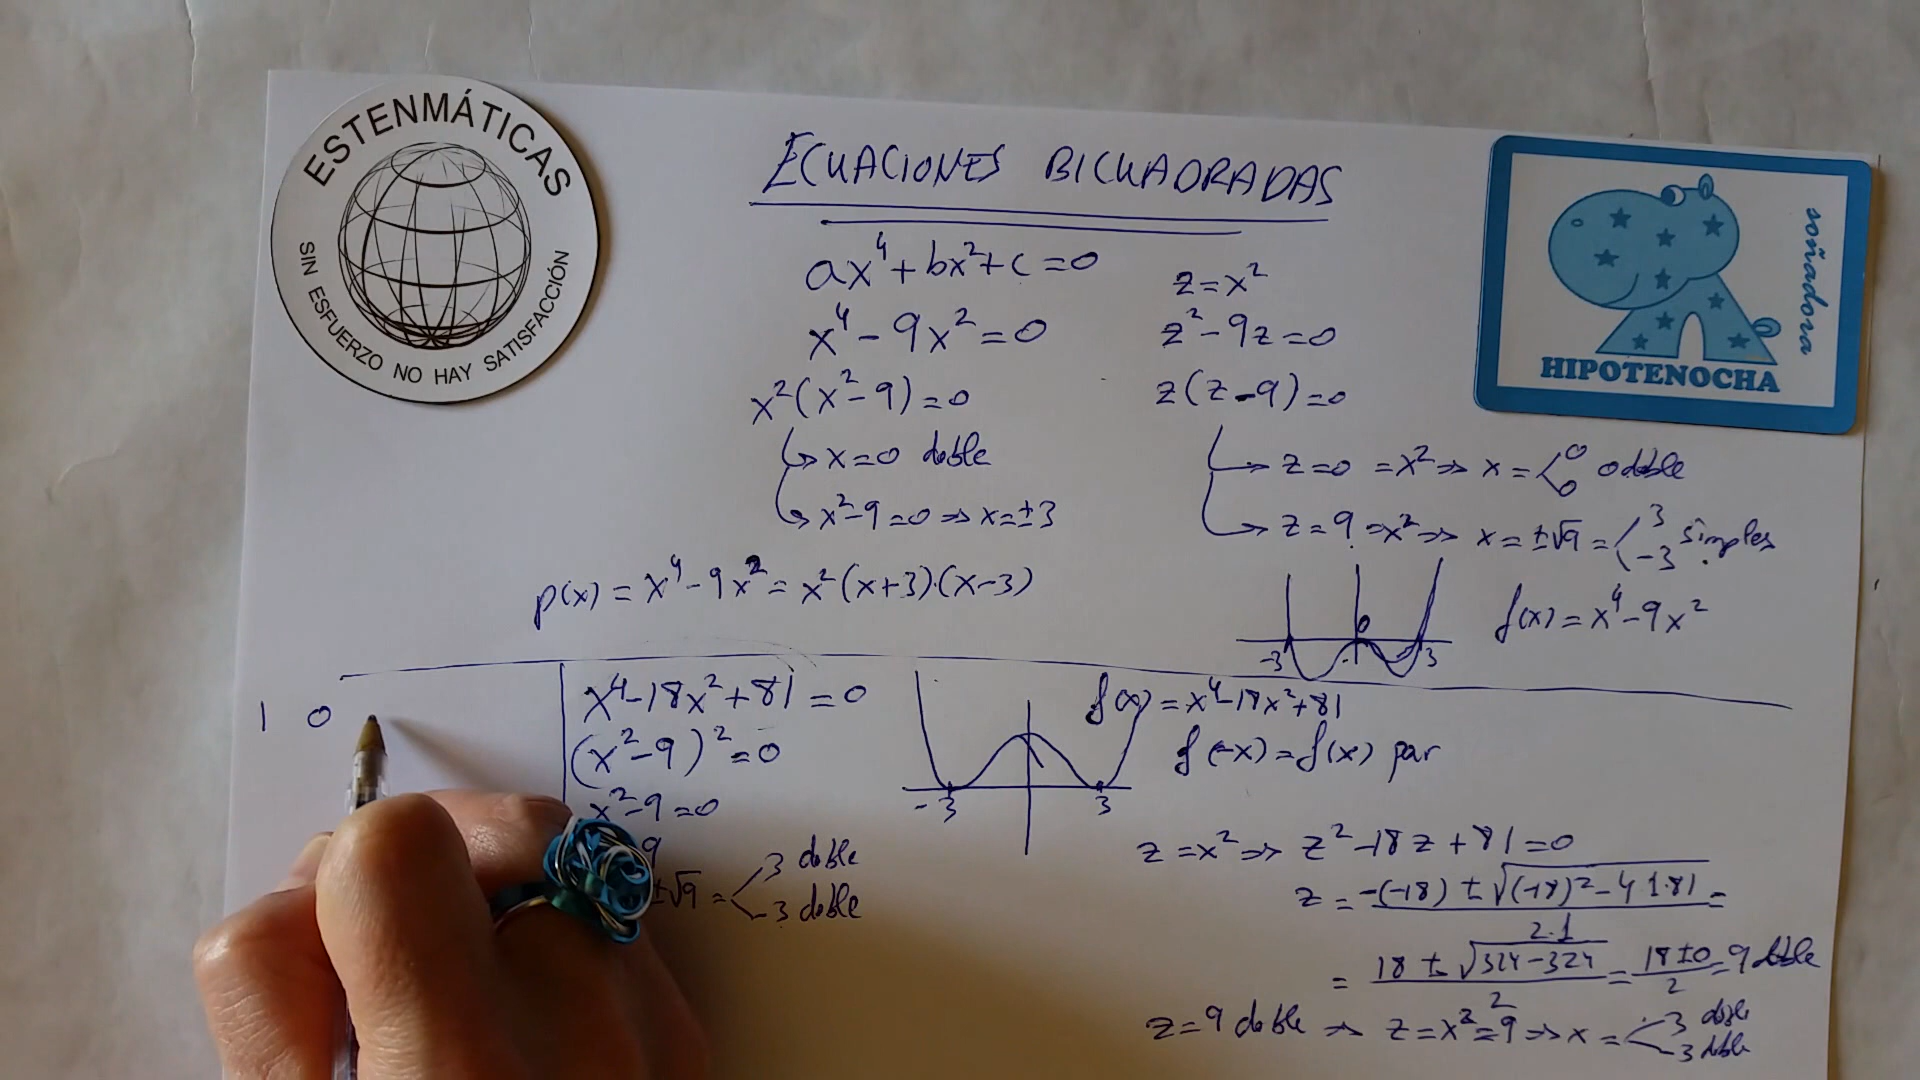 ESTENMÁTICAS
SIN ESFUERZO NO HAY SATISFACCIÓN
ECUACIONES BICUADRADAS
soñadora
HIPOTENOCHA
ax⁴+bx²+c=0
x⁴-9x²=0
x²(x²-9)=0
x=0 doble
x²-9=0 ⇒ x=±3
z=x²
z²-9z=0
z(z-9)=0
z=0 =x² ⇒ x = 0 0 0 doble
z=9 =x² ⇒ x=±√9 = 3 -3 simples
p(x) = x⁴-9x² = x²(x+3)·(x-3)
-3 0 3
f(x)=x⁴-9x²
1 0
x⁴-18x²+81=0
(x²-9)²=0
x²-9=0
9
±√9 = 3 doble -3 doble
-3 3
f(x)=x⁴-18x²+81
f(-x)=f(x) par
z=x² ⇒ z²-18z+81=0
z = (-(-18) ± √((-18)²-4·1·81)) / (2·1) =
= (18 ± √(324-324)) / 2 = (18±0) / 2 = 9 doble
z=9 doble ⇒ z=x²=9 ⇒ x = 3 doble -3 doble